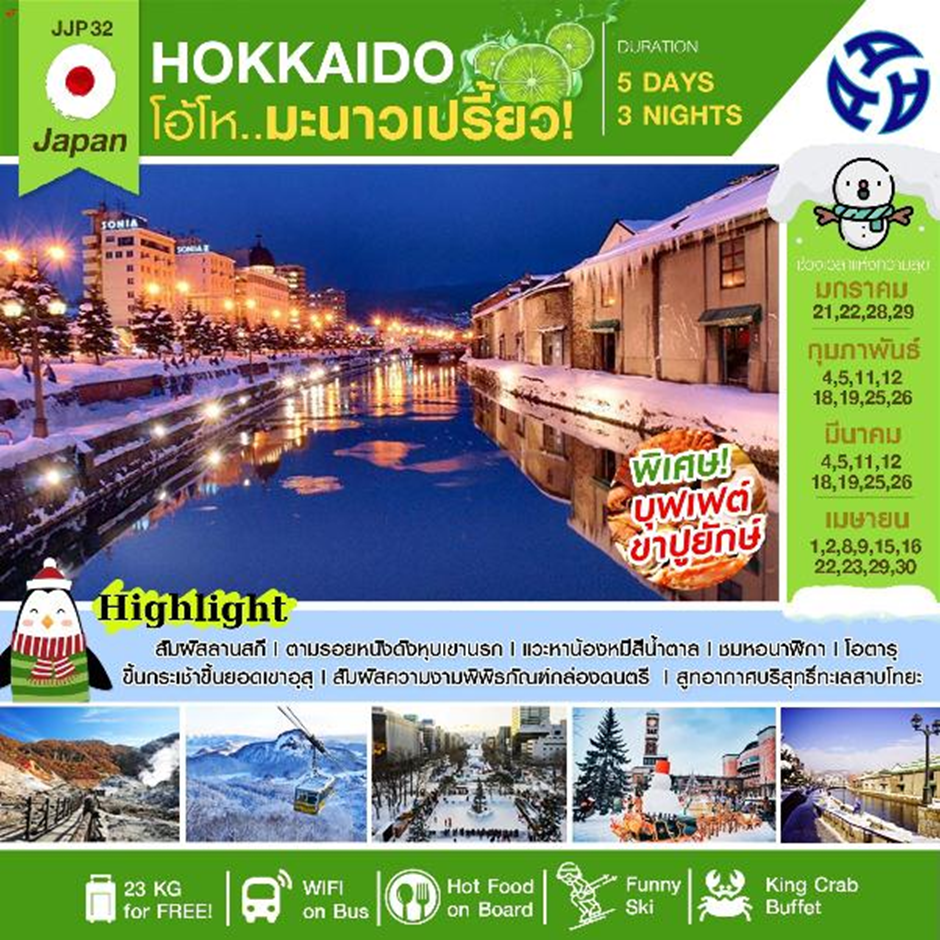 JJP32
Japan
HOKKAIDO
โอ้โห..มะนาวเปรี้ยว!
DURATION
5 DAYS
3 NIGHTS
SONIA
SONIA II
ช่วงเวลาแห่งความสุข
มกราคม
21,22,28,29
กุมภาพันธ์
4,5,11,12
18,19,25,26
มีนาคม
4,5,11,12
18,19,25,26
เมษายน
1,2,8,9,15,16
22,23,29,30
พิเศษ!
บุฟเฟต์
ขาปูยักษ์
Highlight
สัมผัสลานสกี l ตามรอยหนังดังหุบเขานรก l แวะหาน้องหมีสีน้ำตาล l ชมหอนาฬิกา l โอตารุ
ขึ้นกระเช้าขึ้นยอดเขาอุสุ l สัมผัสความงามพิพิธภัณฑ์กล่องดนตรี l สูทอากาศบริสุทธิ์ทะเลสาบโทยะ
23 KG
for FREE!
WIFI
on Bus
Hot Food
on Board
Funny
Ski
King Crab
Buffet